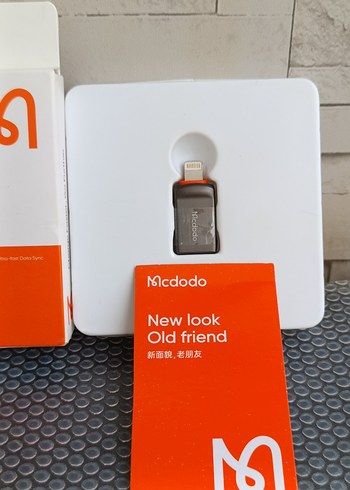 Mcdodo
Mcdodo
New look
Old friend
新面貌,老朋友